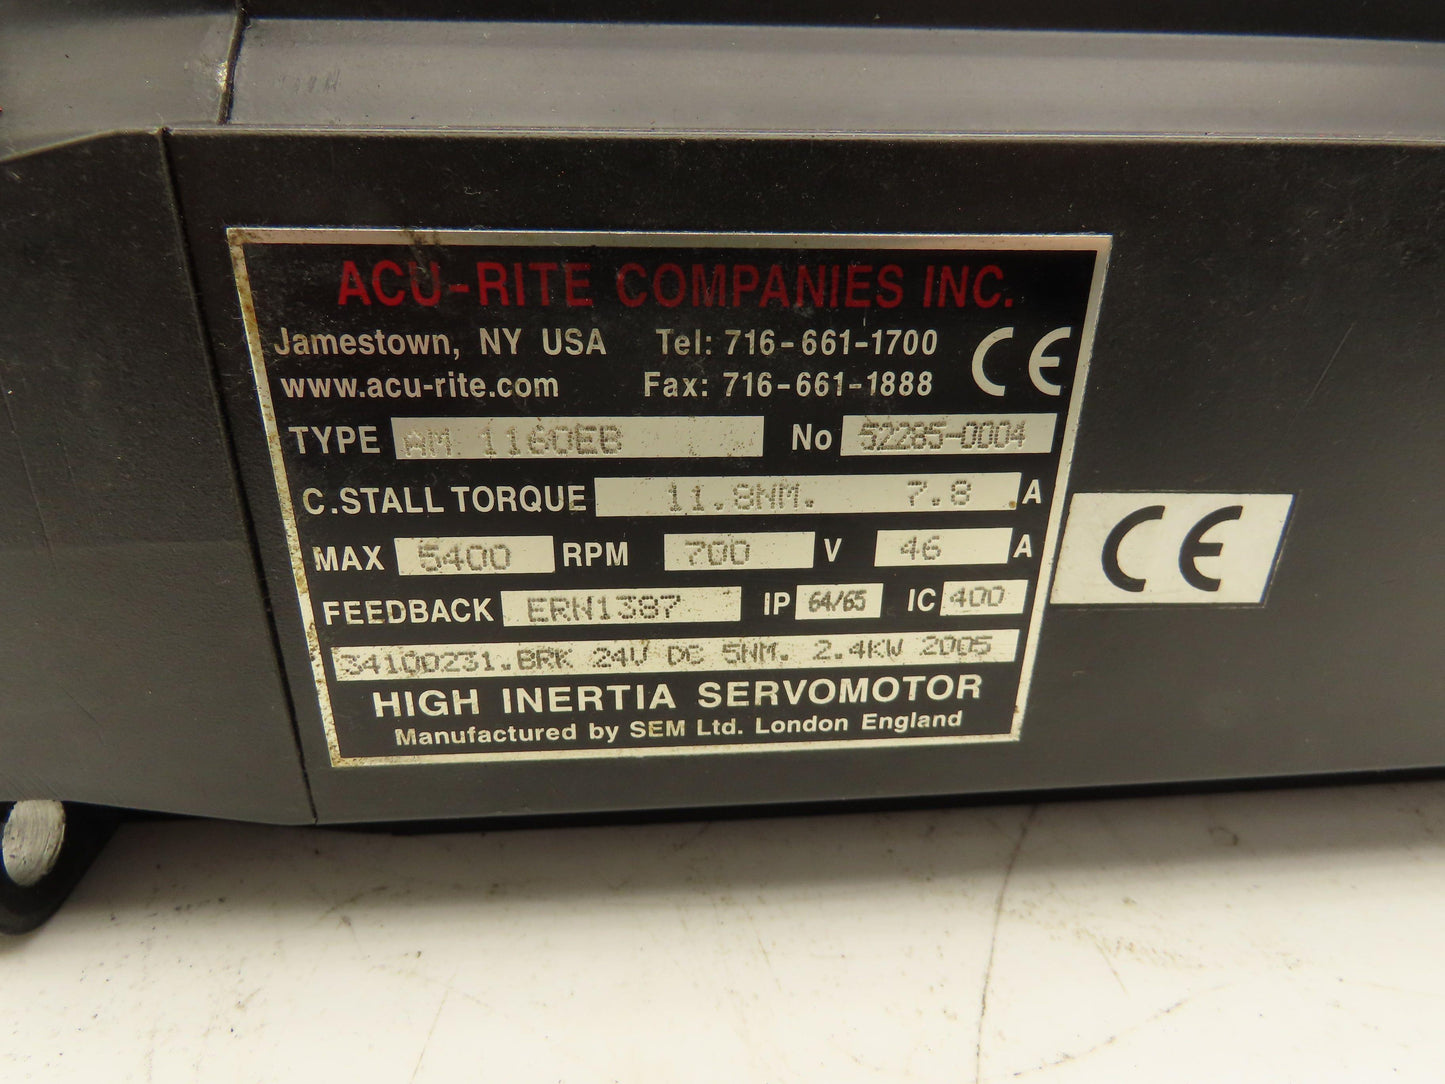 ACU-RITE COMPANIES INC.
Jamestown, NY USA Tel: 716-661-1700
www.acu-rite.com Fax: 716-661-1888 CE
TYPE AM 1160EB No 52285-0004
C.STALL TORQUE 11.8NM. 7.8 A
MAX 5400 RPM 700 V 46 A
FEEDBACK ERN1387 IP 64/65 IC 400
34100231.BRK 24V DC 5NM. 2.4KW 2005
HIGH INERTIA SERVOMOTOR
Manufactured by SEM Ltd. London England
CE